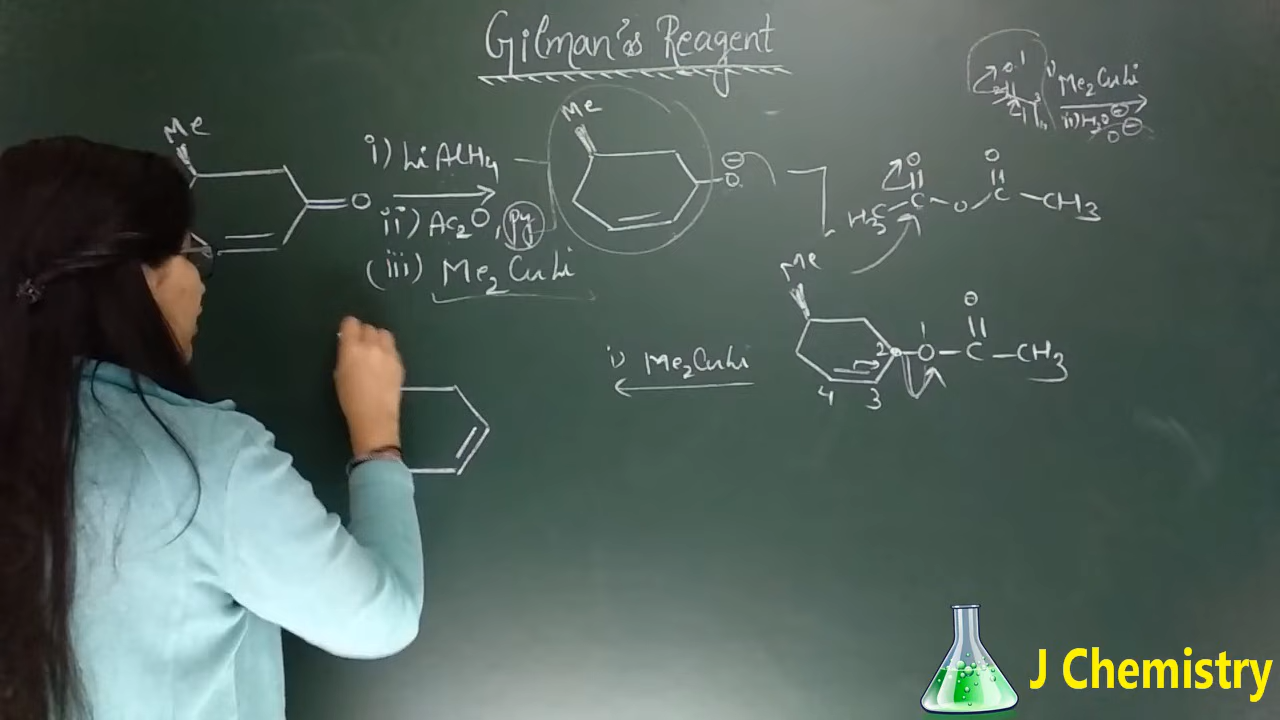 Gilman's Reagent
Me
O
i) LiAlH4
ii) Ac2O, py
(iii) Me2CuLi
Me
⊖
O
i) Me2CuLi
ii) H3O⊕
O
O
H3C – C – O – C – CH3
Me
O
2 O – C – CH3
4 3
i) Me2CuLi
J Chemistry